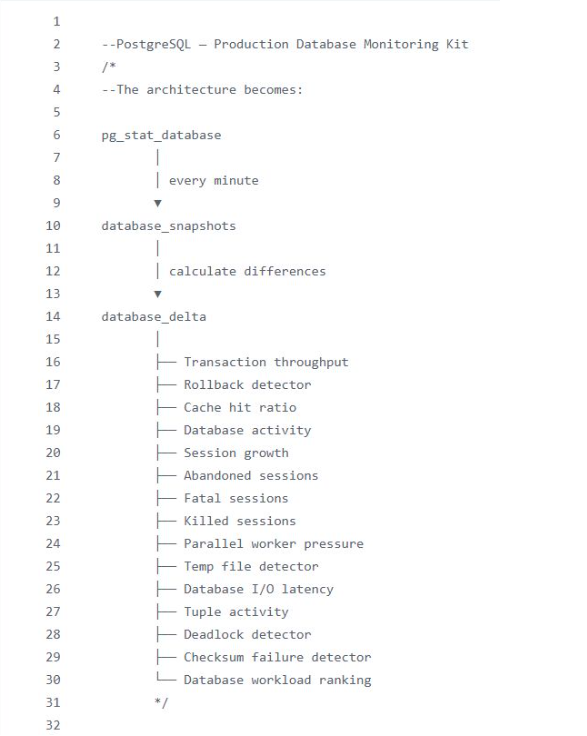 1
2 --PostgreSQL – Production Database Monitoring Kit
3 /*
4 --The architecture becomes:
5
6 pg_stat_database
7 │
8 │ every minute
9 ▼
10 database_snapshots
11 │
12 │ calculate differences
13 ▼
14 database_delta
15 │
16 ├── Transaction throughput
17 ├── Rollback detector
18 ├── Cache hit ratio
19 ├── Database activity
20 ├── Session growth
21 ├── Abandoned sessions
22 ├── Fatal sessions
23 ├── Killed sessions
24 ├── Parallel worker pressure
25 ├── Temp file detector
26 ├── Database I/O latency
27 ├── Tuple activity
28 ├── Deadlock detector
29 ├── Checksum failure detector
30 └── Database workload ranking
31 */
32